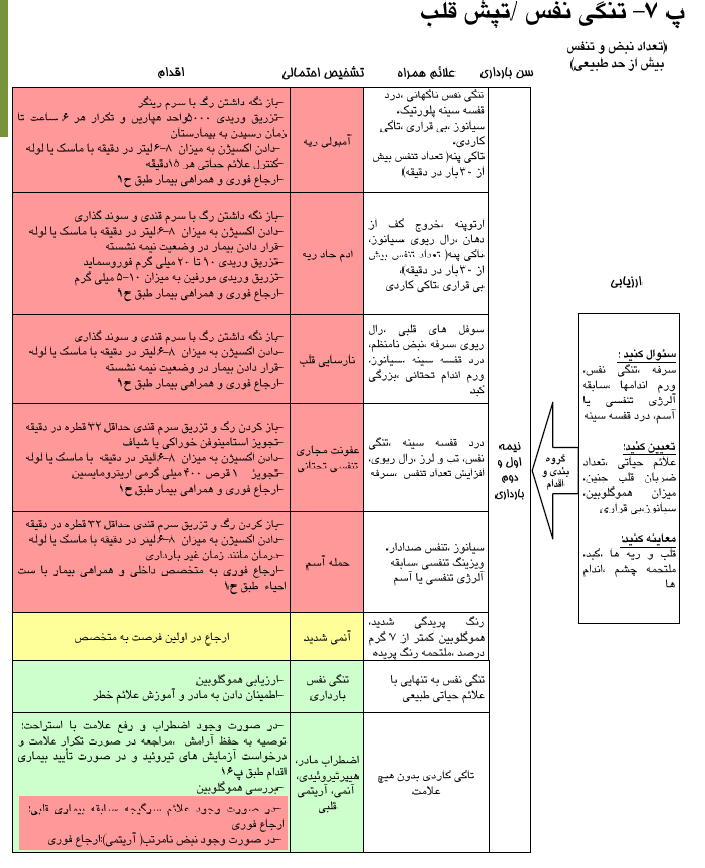 پ ۷- تنگی نفس /تپش قلب
(تعداد نبض و تنفس
بیش از حد طبیعی)
ارزیابی
سئوال کنید :
سرفه ،تنگی نفس،
ورم اندامها ،سابقه
آلرژی تنفسی یا
آسم، درد قفسه سینه
تعیین کنید:
علائم حیاتی ،تعداد
ضربان قلب جنین،
میزان هموگلوبین،
سیانوز،بی قراری
معاینه کنید:
قلب و ریه ها ،کبد،
ملتحمه چشم ،اندام
ها
گروه
بندی و
اقدام
سن بارداری
علائم همراه
تشخیص احتمالی
اقدام
نیمه
اول و
دوم
بارداری
تنگی نفس ناگهانی ،درد
قفسه سینه پلورتیک،
سیانوز، بی قراری ،تاکی
کاردی،
تاکی پنه( تعداد تنفس بیش
از ۳۰ بار در دقیقه)
آمبولی ریه
-باز نگه داشتن رگ با سرم رینگر
-تزریق وریدی ۵۰۰۰واحد هپارین و تکرار هر ۶ ساعت تا
زمان رسیدن به بیمارستان
-دادن اکسیژن به میزان ۸-۶لیتر در دقیقه با ماسک یا لوله
-کنترل علائم حیاتی هر ۱۵دقیقه
-ارجاع فوری و همراهی بیمار طبق ح۱
ارتوپنه ،خروج کف از
دهان ،رال ریوی سیانوز،
تاکی پنه( تعداد تنفس بیش
از ۳۰ بار در دقیقه)،
بی قراری ،تاکی کاردی
ادم حاد ریه
-باز نگه داشتن رگ با سرم قندی و سوند گذاری
-دادن اکسیژن به میزان ۸-۶لیتر در دقیقه با ماسک یا لوله
-قرار دادن بیمار در وضعیت نیمه نشسته
-تزریق وریدی ۱۰ تا ۲۰ میلی گرم فوروسماید
-تزریق وریدی مورفین به میزان ۱۰-۵ میلی گرم
-ارجاع فوری و همراهی بیمار طبق ح۱
سوفل های قلبی ،رال
ریوی، سرفه، نبض نامنظم،
درد قفسه سینه ،سیانوز،
ورم اندام تحتانی ،بزرگی
کبد
نارسایی قلب
-باز نگه داشتن رگ با سرم قندی و سوند گذاری
-دادن اکسیژن به میزان ۸-۶لیتر در دقیقه با ماسک یا لوله
-قرار دادن بیمار در وضعیت نیمه نشسته
-ارجاع فوری و همراهی بیمار طبق ح۱
درد قفسه سینه ،تنگی
نفس، تب و لرز، رال ریوی،
افزایش تعداد تنفس ،سرفه
عفونت مجاری
تنفسی تحتانی
-باز کردن رگ و تزریق سرم قندی حداقل ۳۲ قطره در دقیقه
-تجویز استامینوفن خوراکی یا شیاف
-دادن اکسیژن به میزان ۸-۶لیتر در دقیقه با ماسک یا لوله
-تجویز ۱ قرص ۴۰۰ میلی گرمی اریترومایسین
-ارجاع فوری و همراهی بیمار طبق ح۱
سیانوز ،تنفس صدادار،
ویزینگ تنفسی ،سابقه
آلرژی تنفسی یا آسم
حمله آسم
-باز کردن رگ و تزریق سرم قندی حداقل ۳۲ قطره در دقیقه
-دادن اکسیژن به میزان ۸-۶لیتر در دقیقه با ماسک یا لوله
-درمان مانند زمان غیر بارداری
-ارجاع فوری به متخصص داخلی و همراهی بیمار با ست
احیاء طبق ح۱
رنگ پریدگی شدید،
هموگلوبین کمتر از ۷ گرم
درصد ،ملتحمه رنگ پریده
آنمی شدید
ارجاع در اولین فرصت به متخصص
تنگی نفس به تنهایی با
علائم حیاتی طبیعی
تنگی نفس
بارداری
-ارزیابی هموگلوبین
-اطمینان دادن به مادر و آموزش علائم خطر
تاکی کاردی بدون هیچ
علامت
اضطراب مادر،
هیپرتیروئیدی،
آنمی، آریتمی
قلبی
-در صورت وجود اضطراب و رفع علامت با استراحت:
توصیه به حفظ آرامش ،مراجعه در صورت تکرار علامت و
درخواست آزمایش های تیروئید و در صورت تأیید بیماری
اقدام طبق پ۱۶
-بررسی هموگلوبین
-در صورت وجود علائم سرگیجه سابقه بیماری قلبی:
ارجاع فوری
-در صورت وجود نبض نامرتب( آریتمی):ارجاع فوری